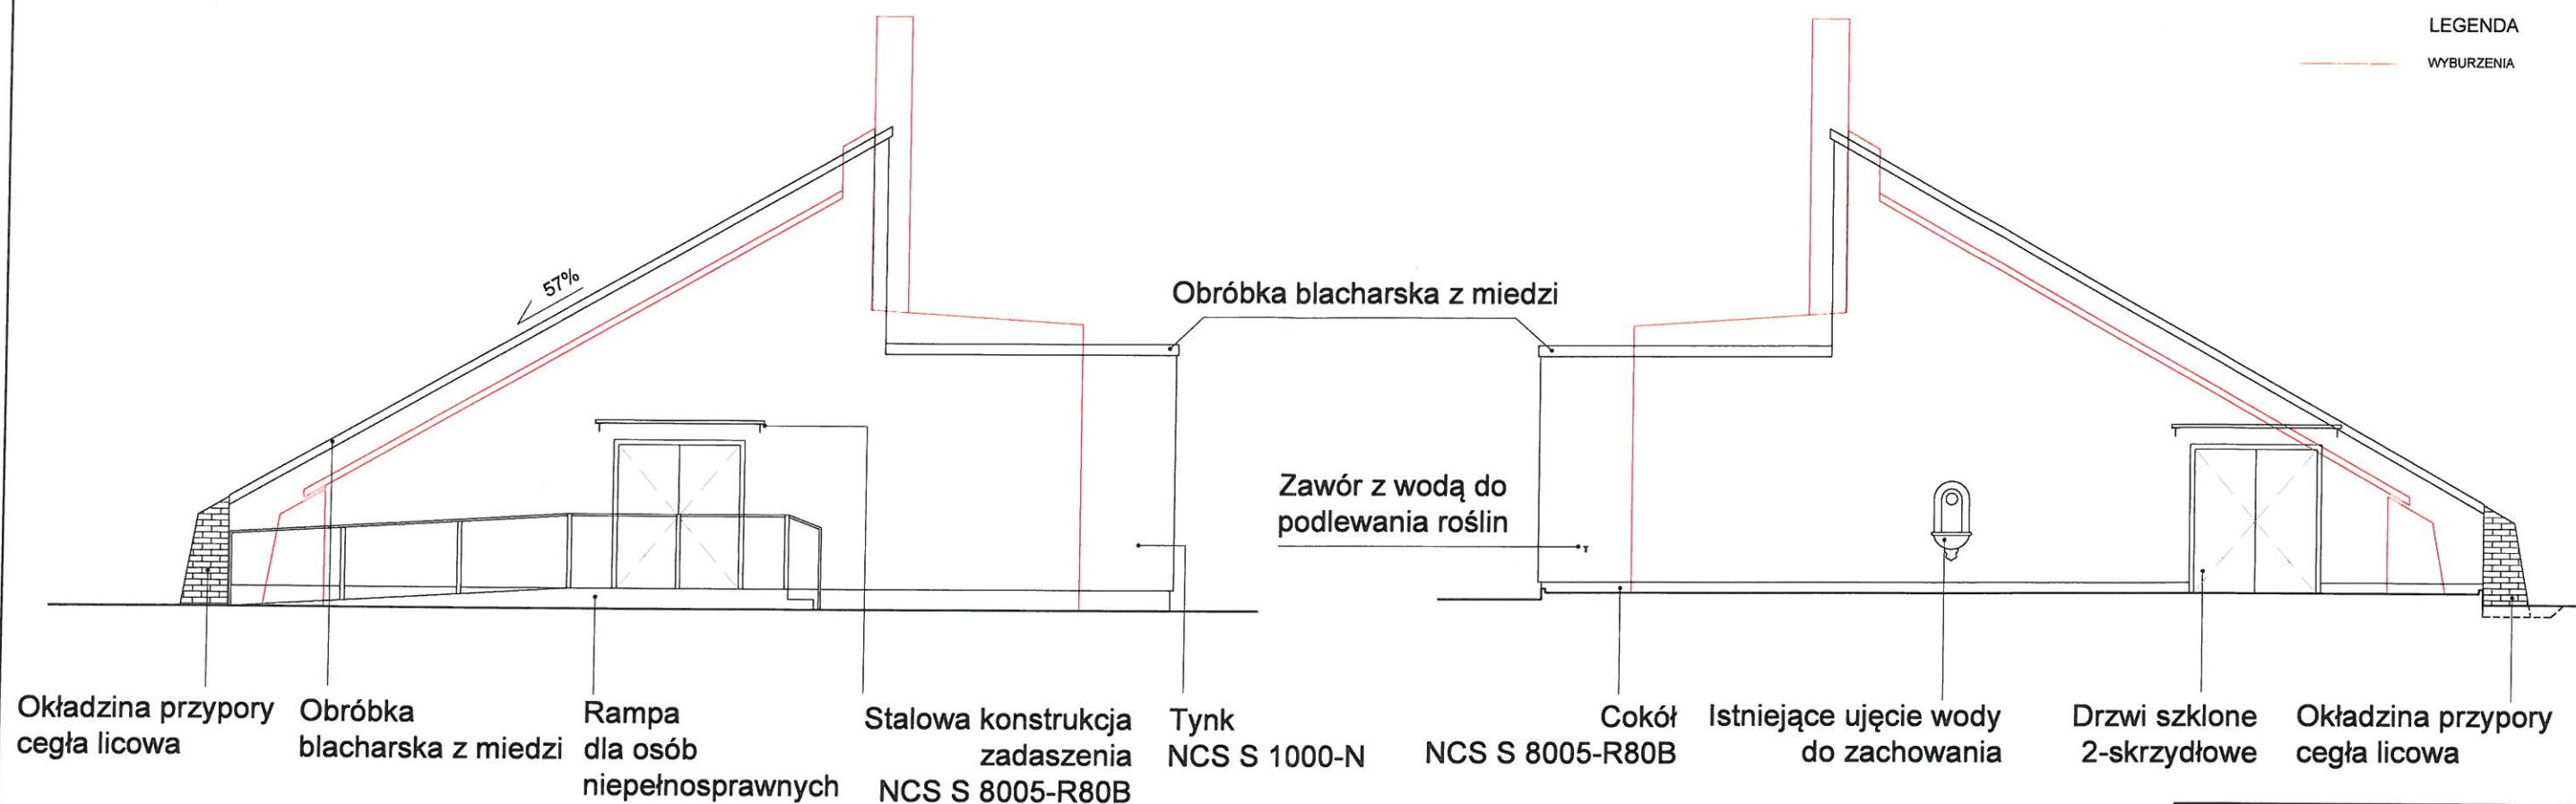 LEGENDA
WYBURZENIA
57%
Obróbka blacharska z miedzi
Zawór z wodą do
podlewania roślin
Okładzina przypory
cegła licowa
Obróbka
blacharska z miedzi
Rampa
dla osób
niepełnosprawnych
Stalowa konstrukcja
zadaszenia
NCS S 8005-R80B
Tynk
NCS S 1000-N
Cokół
NCS S 8005-R80B
Istniejące ujęcie wody
do zachowania
Drzwi szklone
2-skrzydłowe
Okładzina przypory
cegła licowa